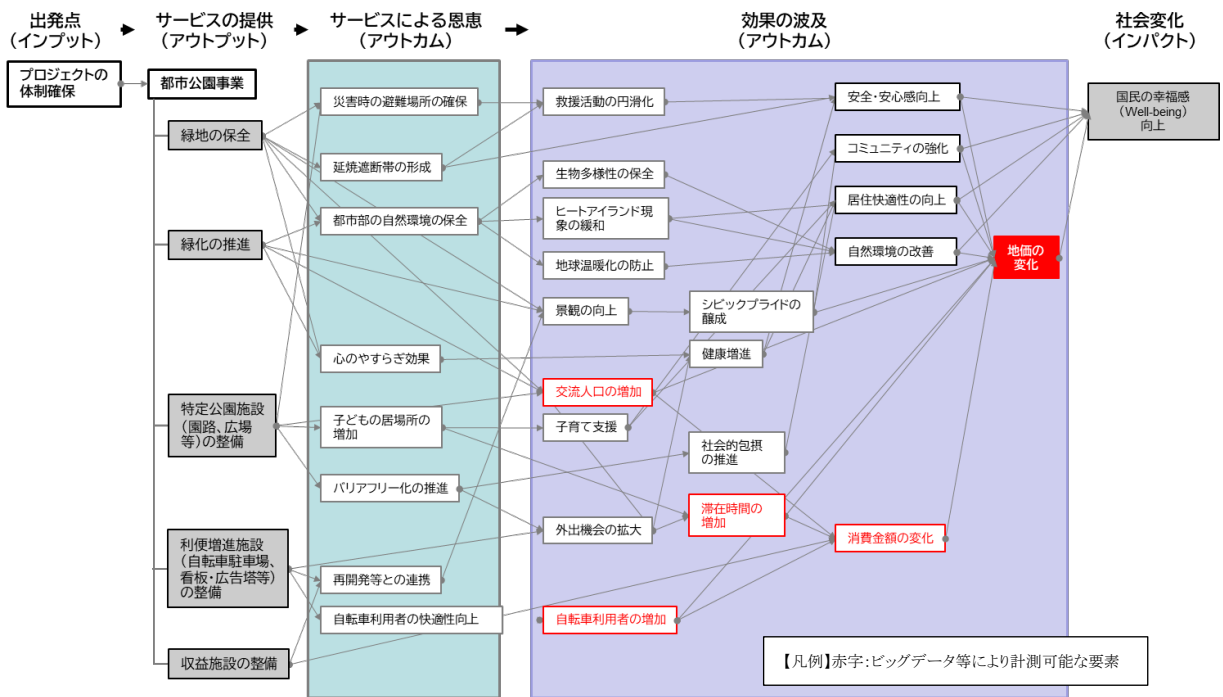 出発点
(インプット)
サービスの提供
(アウトプット)
サービスによる恩恵
(アウトカム)
効果の波及
(アウトカム)
社会変化
(インパクト)
プロジェクトの
体制確保
都市公園事業
緑地の保全
緑化の推進
特定公園施設
(園路、広場
等)の整備
利便増進施設
(自転車駐車場、
看板・広告塔等)
の整備
収益施設の整備
災害時の避難場所の確保
延焼遮断帯の形成
都市部の自然環境の保全
心のやすらぎ効果
子どもの居場所の
増加
バリアフリー化の推進
再開発等との連携
自転車利用者の快適性向上
救援活動の円滑化
生物多様性の保全
ヒートアイランド現
象の緩和
地球温暖化の防止
景観の向上
交流人口の増加
子育て支援
外出機会の拡大
自転車利用者の増加
シビックプライドの
醸成
健康増進
社会的包摂
の推進
滞在時間の
増加
安全・安心感向上
コミュニティの強化
居住快適性の向上
自然環境の改善
消費金額の変化
地価の
変化
国民の幸福感
(Well-being)
向上
【凡例】赤字:ビッグデータ等により計測可能な要素